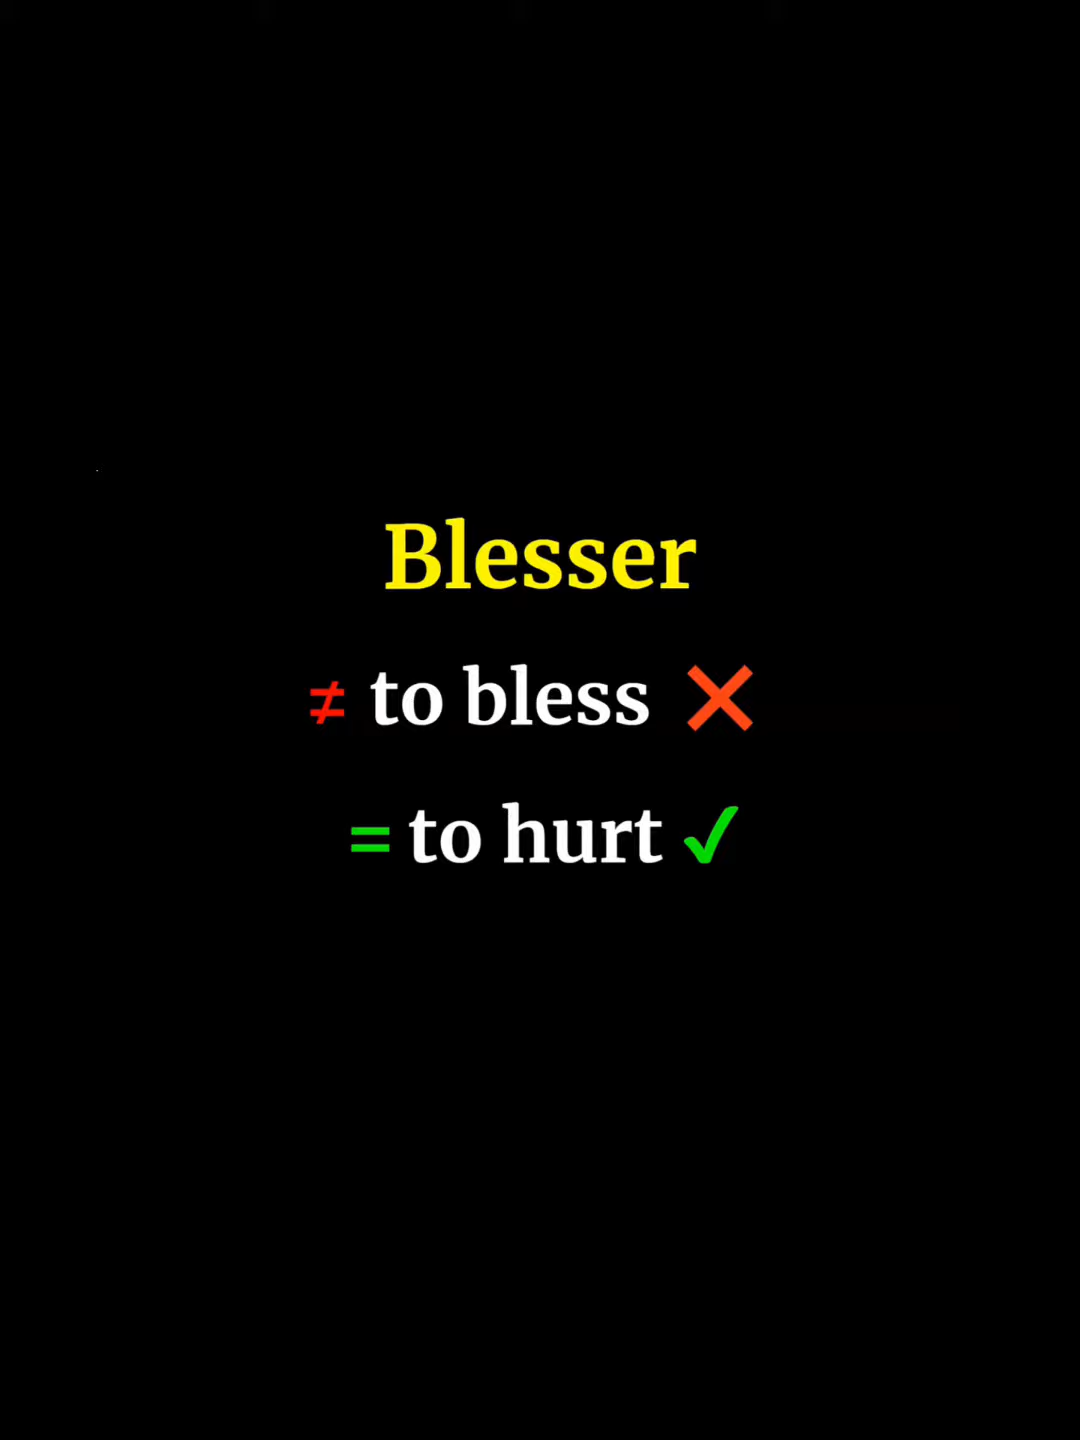 Blesser
≠ to bless ❌
= to hurt ✓